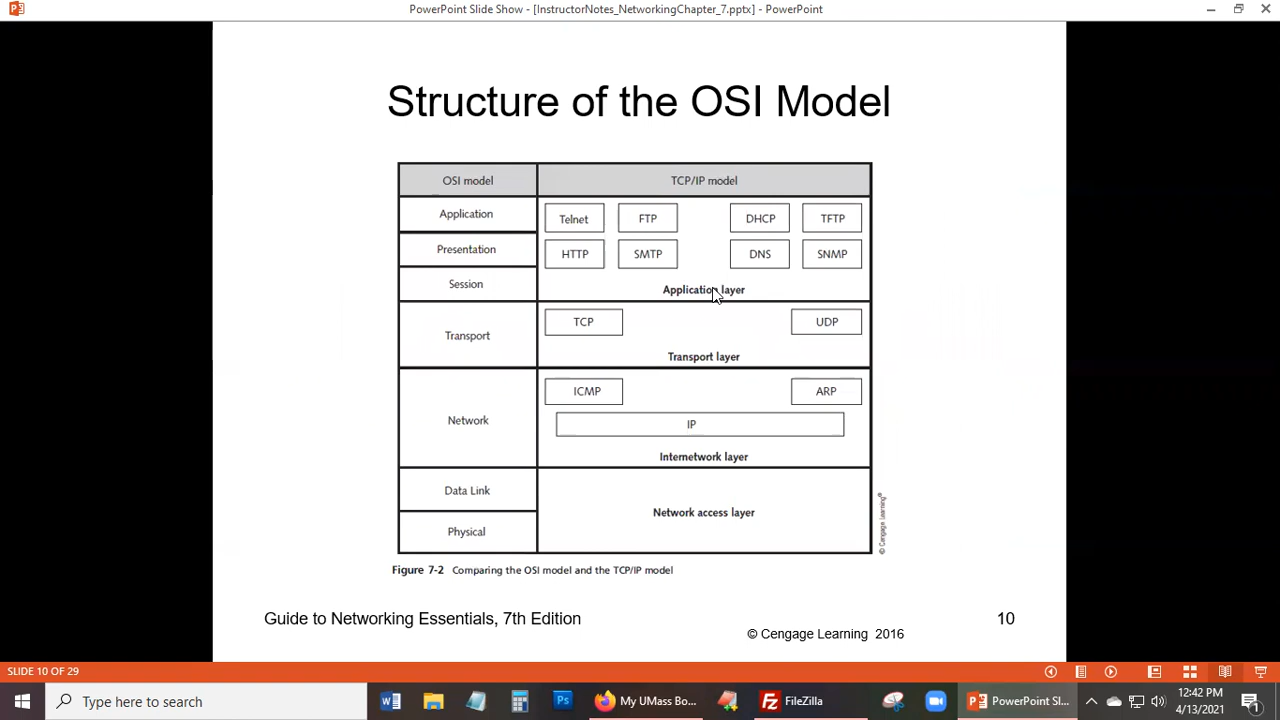 PowerPoint Slide Show - [InstructorNotes_NetworkingChapter_7.pptx] - PowerPoint
Structure of the OSI Model
OSI model TCP/IP model
Application Telnet FTP DHCP TFTP
Presentation HTTP SMTP DNS SNMP
Session Application layer
Transport TCP UDP
Transport layer
ICMP ARP
Network IP
Internetwork layer
Data Link
Network access layer
Physical
© Cengage Learning®
Figure 7-2 Comparing the OSI model and the TCP/IP model
Guide to Networking Essentials, 7th Edition 10
© Cengage Learning 2016
SLIDE 10 OF 29
Type here to search My UMass Bo... FileZilla PowerPoint Sl... 12:42 PM
4/13/2021
1